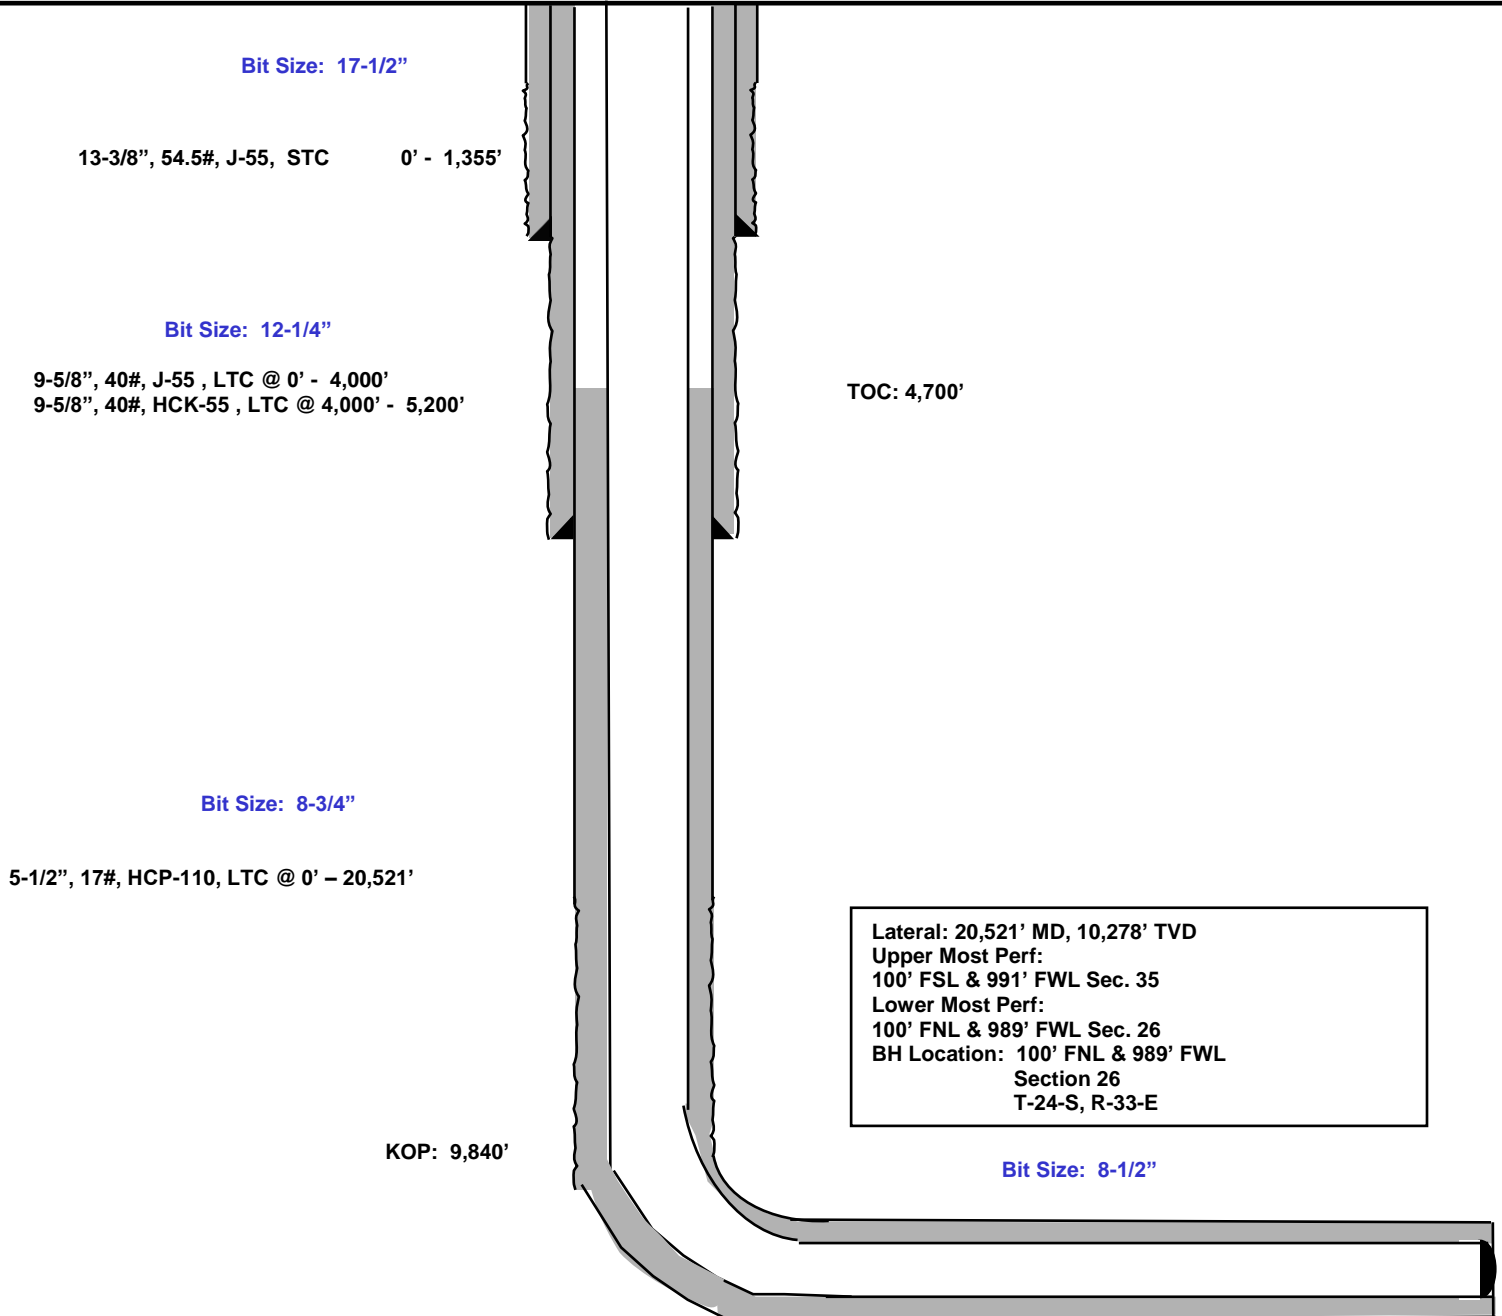 Bit Size: 17-1/2”
13-3/8”, 54.5#, J-55, STC 0’ - 1,355’
Bit Size: 12-1/4”
9-5/8”, 40#, J-55 , LTC @ 0’ - 4,000’
9-5/8”, 40#, HCK-55 , LTC @ 4,000’ - 5,200’
TOC: 4,700’
Bit Size: 8-3/4”
5-1/2”, 17#, HCP-110, LTC @ 0’ – 20,521’
Lateral: 20,521’ MD, 10,278’ TVD
Upper Most Perf:
100’ FSL & 991’ FWL Sec. 35
Lower Most Perf:
100’ FNL & 989’ FWL Sec. 26
BH Location: 100’ FNL & 989’ FWL
Section 26
T-24-S, R-33-E
KOP: 9,840’
Bit Size: 8-1/2”